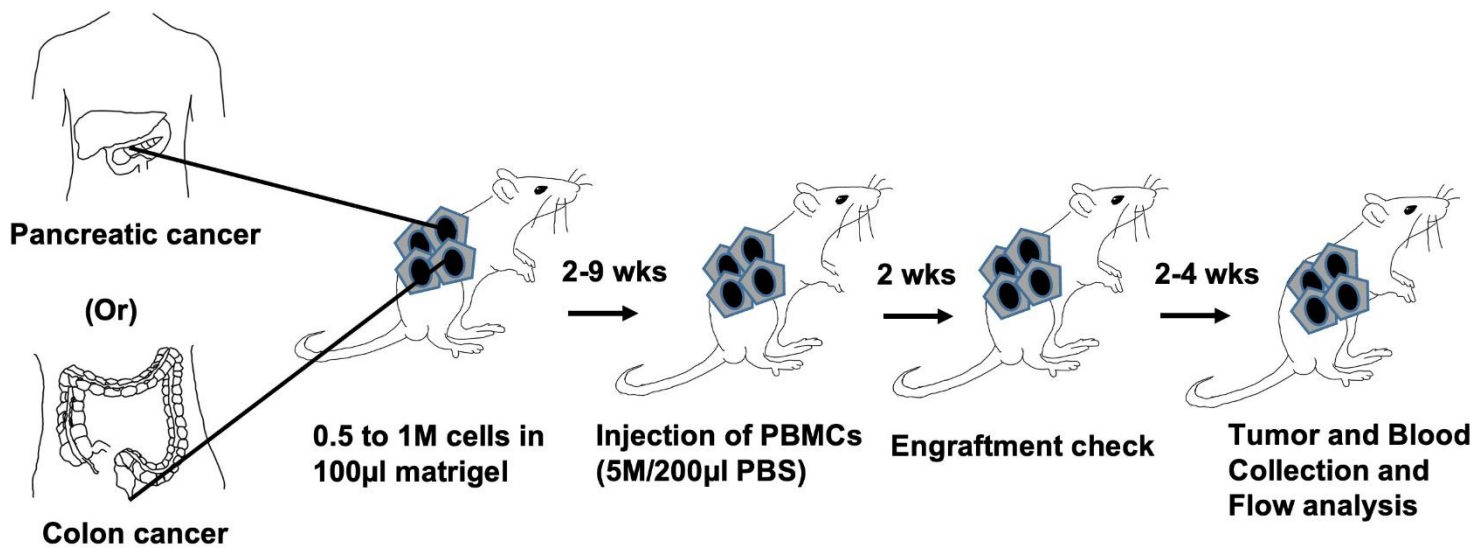 Pancreatic cancer
(Or)
Colon cancer
0.5 to 1M cells in
100µl matrigel
2-9 wks
Injection of PBMCs
(5M/200µl PBS)
2 wks
Engraftment check
2-4 wks
Tumor and Blood
Collection and
Flow analysis